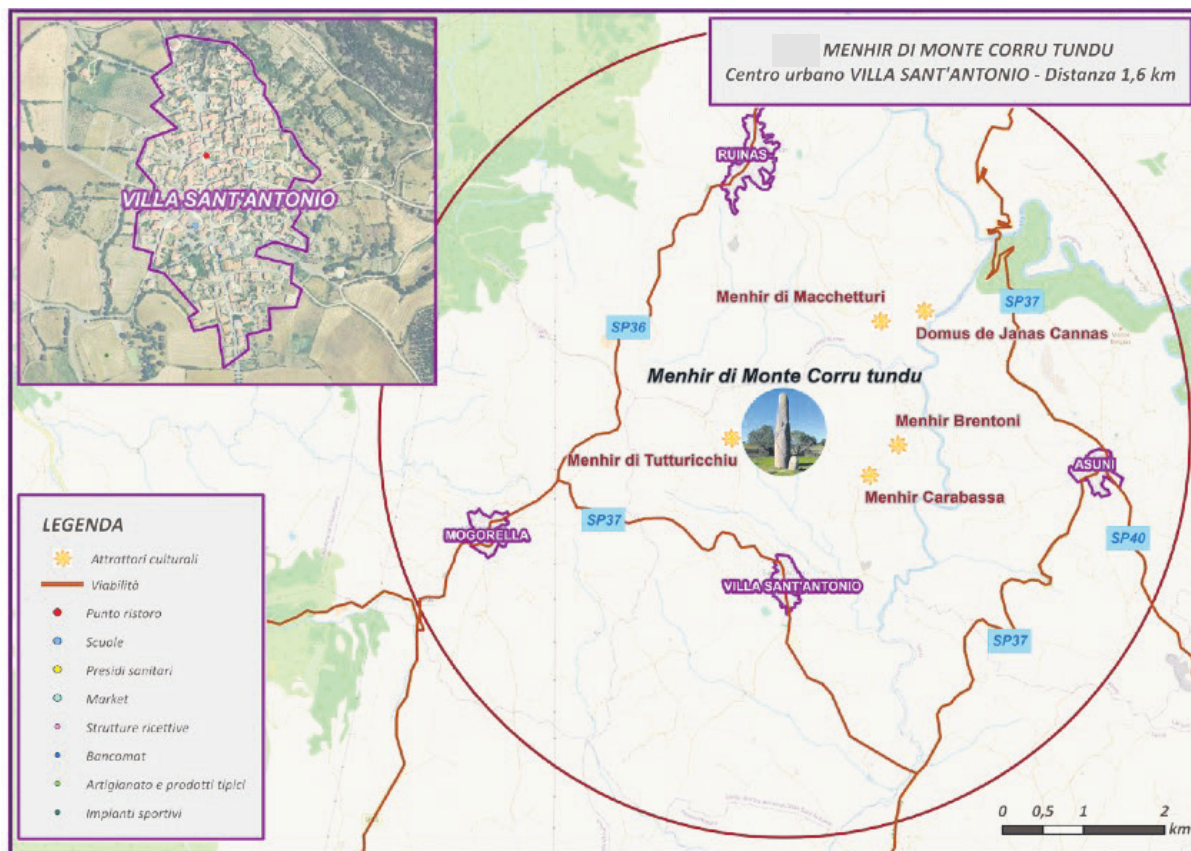 MENHIR DI MONTE CORRU TUNDU
Centro urbano VILLA SANT'ANTONIO - Distanza 1,6 km
VILLA SANT'ANTONIO
RUINAS
SP37
Menhir di Macchetturi
SP36
Domus de Janas Cannas
Menhir di Monte Corru tundu
Menhir Brentoni
Menhir di Tutturicchiu
ASUNI
Menhir Carabassa
SP37
MOGORELLA
SP40
VILLA SANT'ANTONIO
SP37
LEGENDA
Attrattori culturali
Viabilità
Punto ristoro
Scuole
Presidi sanitari
Market
Strutture ricettive
Bancomat
Artigianato e prodotti tipici
Impianti sportivi
0 0,5 1 2
km